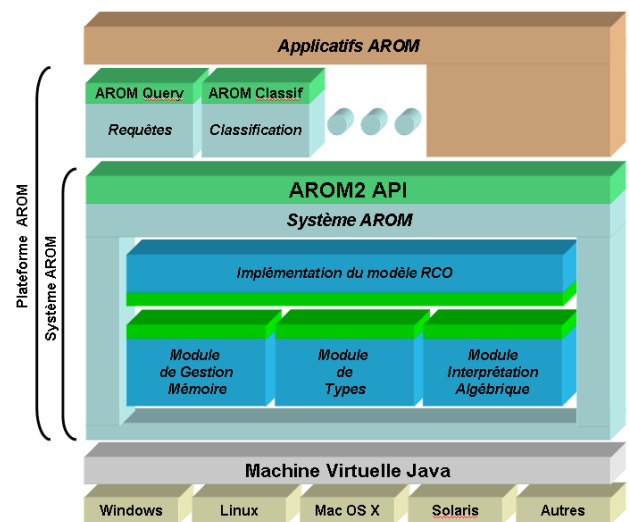 Applicatifs AROM
AROM Query
AROM Classif
Requêtes
Classification
Plateforme AROM
Système AROM
AROM2 API
Système AROM
Implémentation du modèle RCO
Module
de Gestion
Mémoire
Module
de
Types
Module
Interprétation
Algébrique
Machine Virtuelle Java
Windows
Linux
Mac OS X
Solaris
Autres